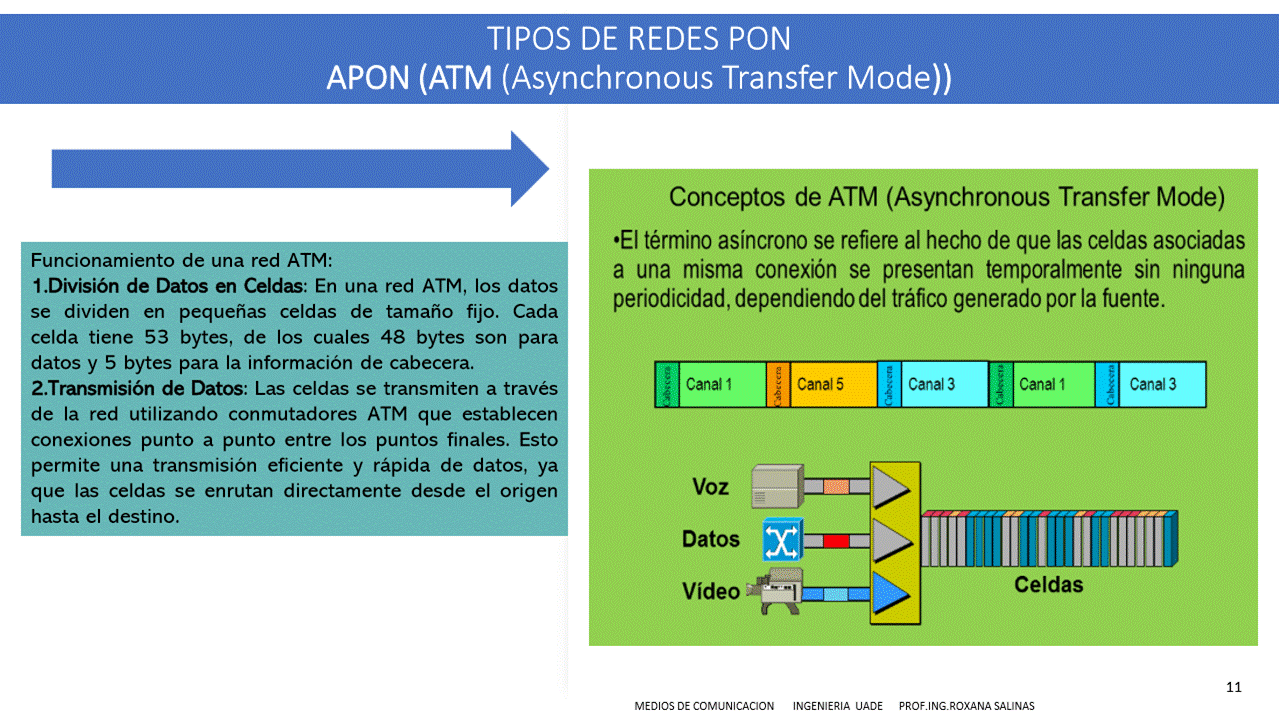 TIPOS DE REDES PON
APON (ATM (Asynchronous Transfer Mode))
Funcionamiento de una red ATM:
1.División de Datos en Celdas: En una red ATM, los datos
se dividen en pequeñas celdas de tamaño fijo. Cada
celda tiene 53 bytes, de los cuales 48 bytes son para
datos y 5 bytes para la información de cabecera.
2.Transmisión de Datos: Las celdas se transmiten a través
de la red utilizando conmutadores ATM que establecen
conexiones punto a punto entre los puntos finales. Esto
permite una transmisión eficiente y rápida de datos, ya
que las celdas se enrutan directamente desde el origen
hasta el destino.
Conceptos de ATM (Asynchronous Transfer Mode)
•El término asíncrono se refiere al hecho de que las celdas asociadas
a una misma conexión se presentan temporalmente sin ninguna
periodicidad, dependiendo del tráfico generado por la fuente.
Cabecera Canal 1 Cabecera Canal 5 Cabecera Canal 3 Cabecera Canal 1 Cabecera Canal 3
Voz
Datos
Vídeo
Celdas
11
MEDIOS DE COMUNICACION INGENIERIA UADE PROF.ING.ROXANA SALINAS